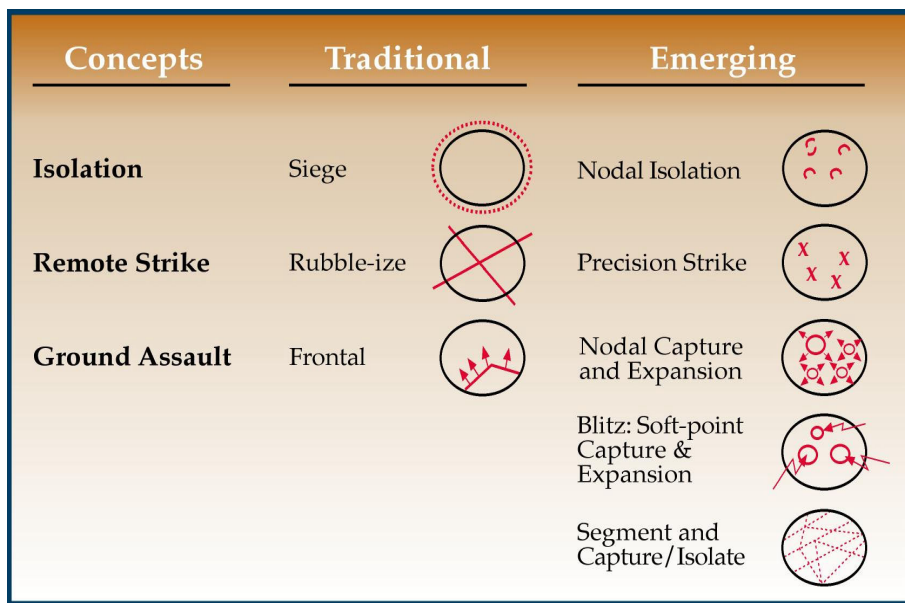 Concepts Traditional Emerging
Isolation Siege Nodal Isolation
Remote Strike Rubble-ize Precision Strike
Ground Assault Frontal Nodal Capture
and Expansion
Blitz: Soft-point
Capture &
Expansion
Segment and
Capture/Isolate